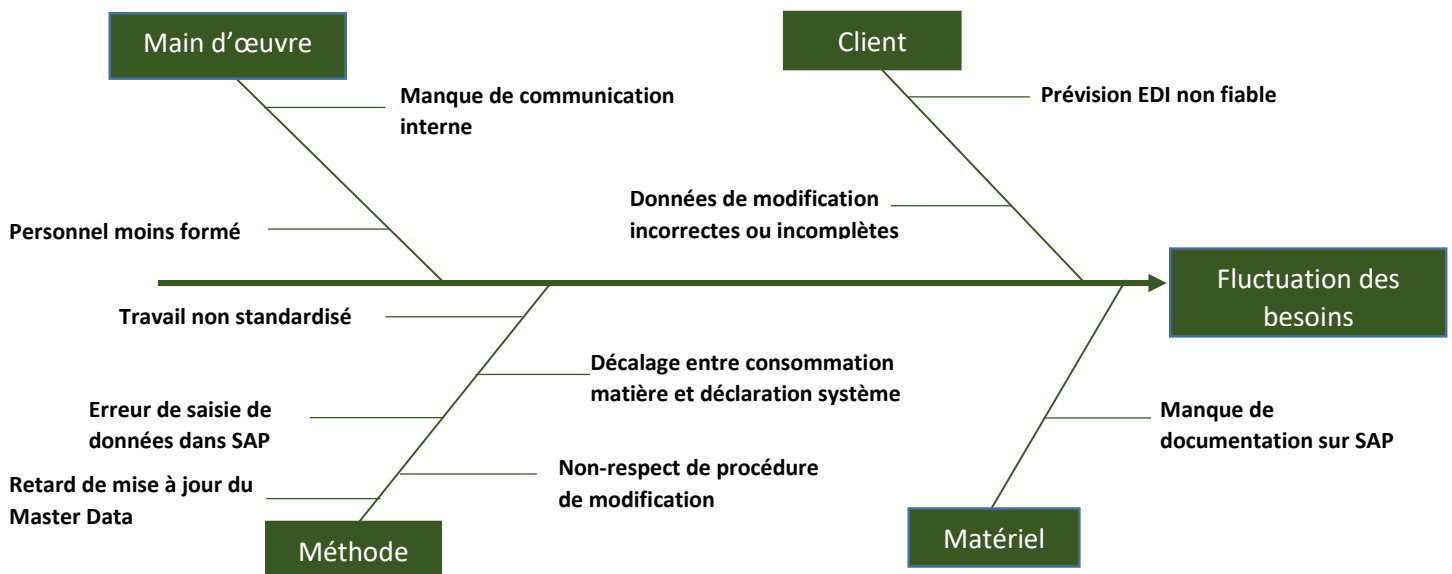 Main d'œuvre
Client
Manque de communication
interne
Prévision EDI non fiable
Données de modification
incorrectes ou incomplètes
Personnel moins formé
Fluctuation des
besoins
Travail non standardisé
Décalage entre consommation
matière et déclaration système
Erreur de saisie de
données dans SAP
Manque de
documentation sur SAP
Non-respect de procédure
de modification
Retard de mise à jour du
Master Data
Méthode
Matériel